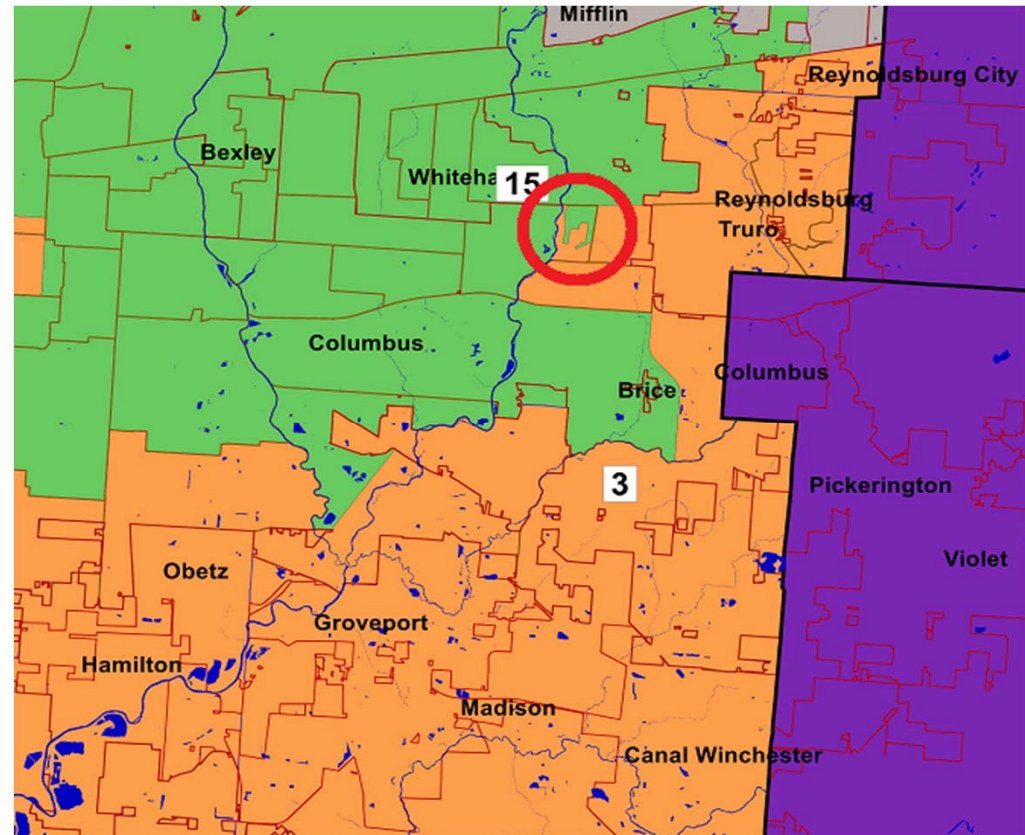 Mifflin
Reynoldsburg City
Bexley
Whiteha
15
Reynoldsburg
Truro
Columbus
Brice
Columbus
3
Pickerington
Violet
Obetz
Groveport
Hamilton
Madison
Canal Winchester